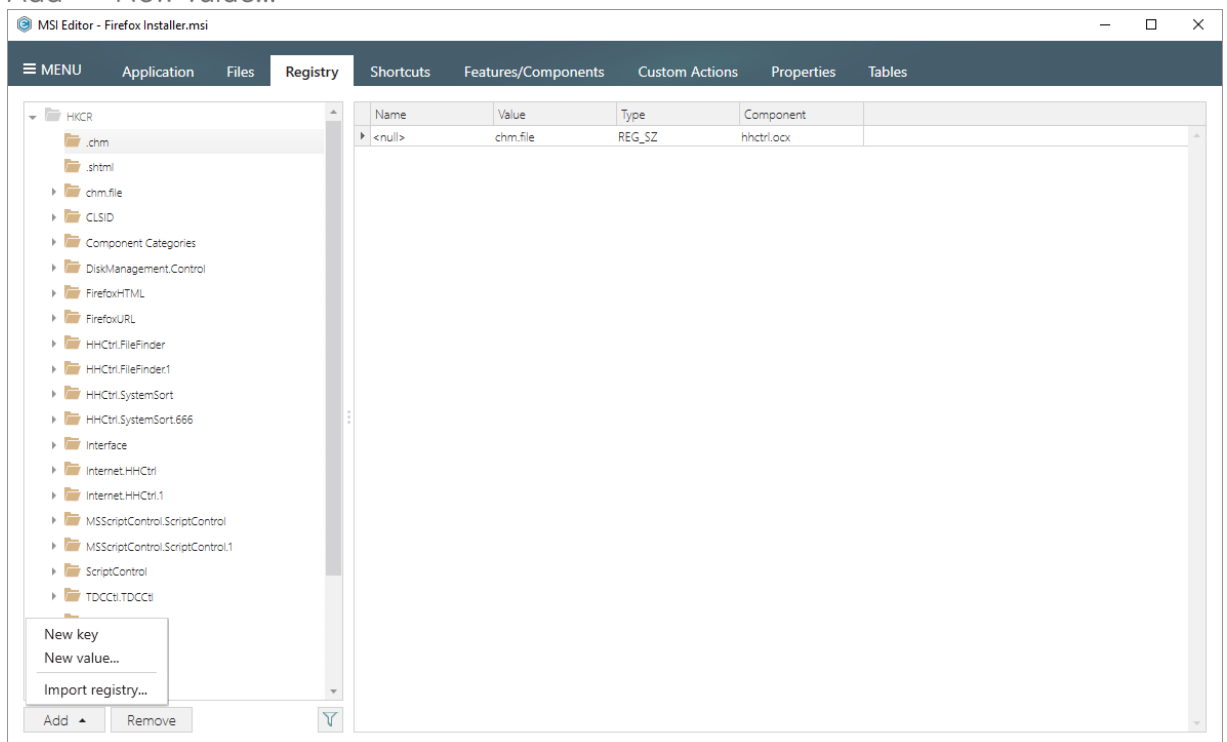 MSI Editor - Firefox Installer.msi
MENU Application Files Registry Shortcuts Features/Components Custom Actions Properties Tables
HKCR
.chm
.shtml
chm.file
CLSID
Component Categories
DiskManagement.Control
FirefoxHTML
FirefoxURL
HHCtrl.FileFinder
HHCtrl.FileFinder.1
HHCtrl.SystemSort
HHCtrl.SystemSort.666
Interface
Internet.HHCtrl
Internet.HHCtrl.1
MSScriptControl.ScriptControl
MSScriptControl.ScriptControl.1
ScriptControl
TDCCtl.TDCCtl
New key
New value...
Import registry...
Add Remove
Name Value Type Component
<null> chm.file REG_SZ hhctrl.ocx